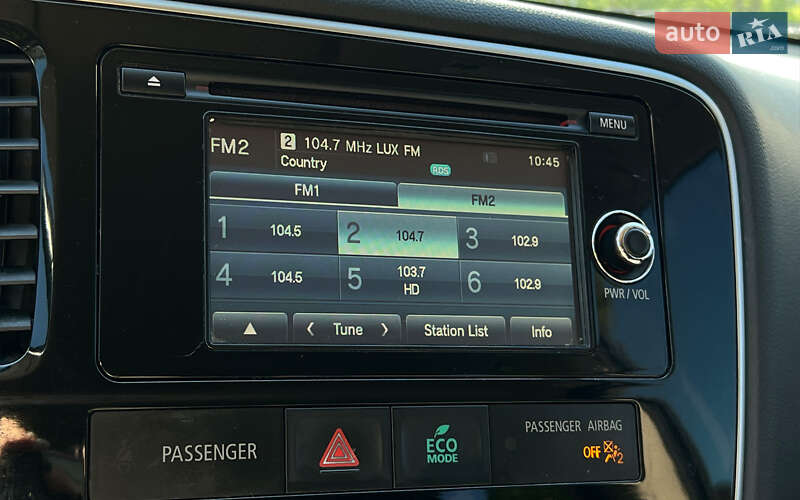 auto RIA .com
MENU
FM2 2 104.7 MHz LUX FM
Country RDS 10:45
FM1 FM2
1 104.5 2 104.7 3 102.9
4 104.5 5 103.7 HD 6 102.9
PWR / VOL
▲ < Tune > Station List Info
PASSENGER
ECO
MODE
PASSENGER AIRBAG
OFF 2